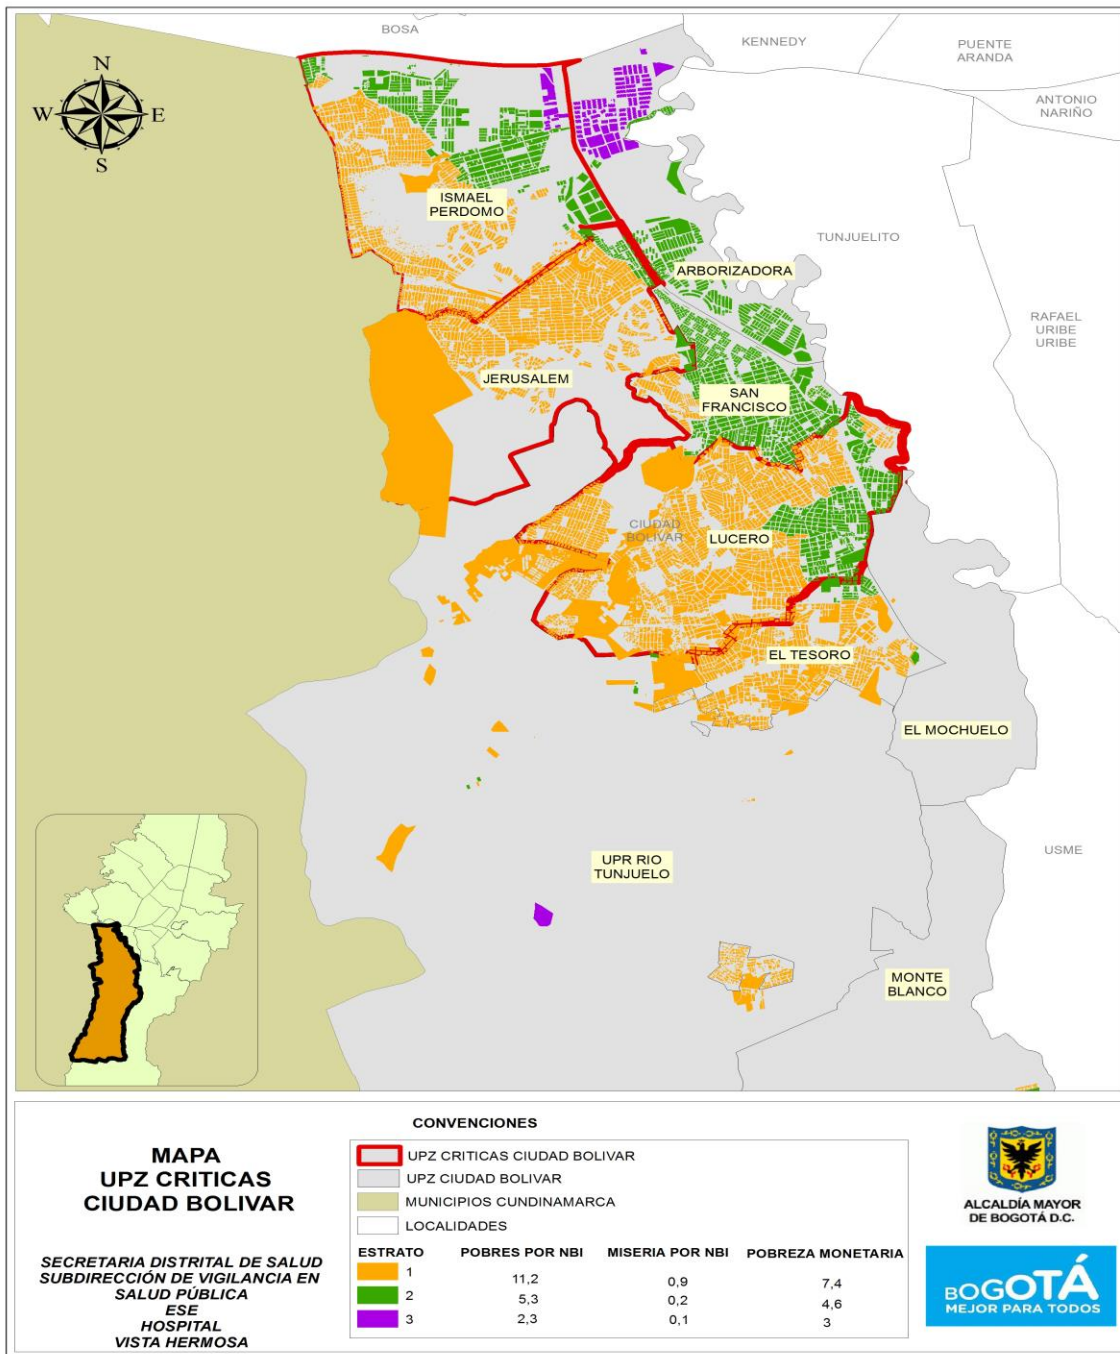 BOSA
KENNEDY
PUENTE
ARANDA
ANTONIO
NARIÑO
N
W
E
S
ISMAEL
PERDOMO
TUNJUELITO
ARBORIZADORA
RAFAEL
URIBE
URIBE
JERUSALEM
SAN
FRANCISCO
CIUDAD
BOLIVAR
LUCERO
EL TESORO
EL MOCHUELO
USME
UPR RIO
TUNJUELO
MONTE
BLANCO
MAPA
UPZ CRITICAS
CIUDAD BOLIVAR
SECRETARIA DISTRITAL DE SALUD
SUBDIRECCIÓN DE VIGILANCIA EN
SALUD PÚBLICA
ESE
HOSPITAL
VISTA HERMOSA
CONVENCIONES
UPZ CRITICAS CIUDAD BOLIVAR
UPZ CIUDAD BOLIVAR
MUNICIPIOS CUNDINAMARCA
LOCALIDADES
ESTRATO POBRES POR NBI MISERIA POR NBI POBREZA MONETARIA
1 11,2 0,9 7,4
2 5,3 0,2 4,6
3 2,3 0,1 3
ALCALDÍA MAYOR
DE BOGOTÁ D.C.
BOGOTÁ
MEJOR PARA TODOS